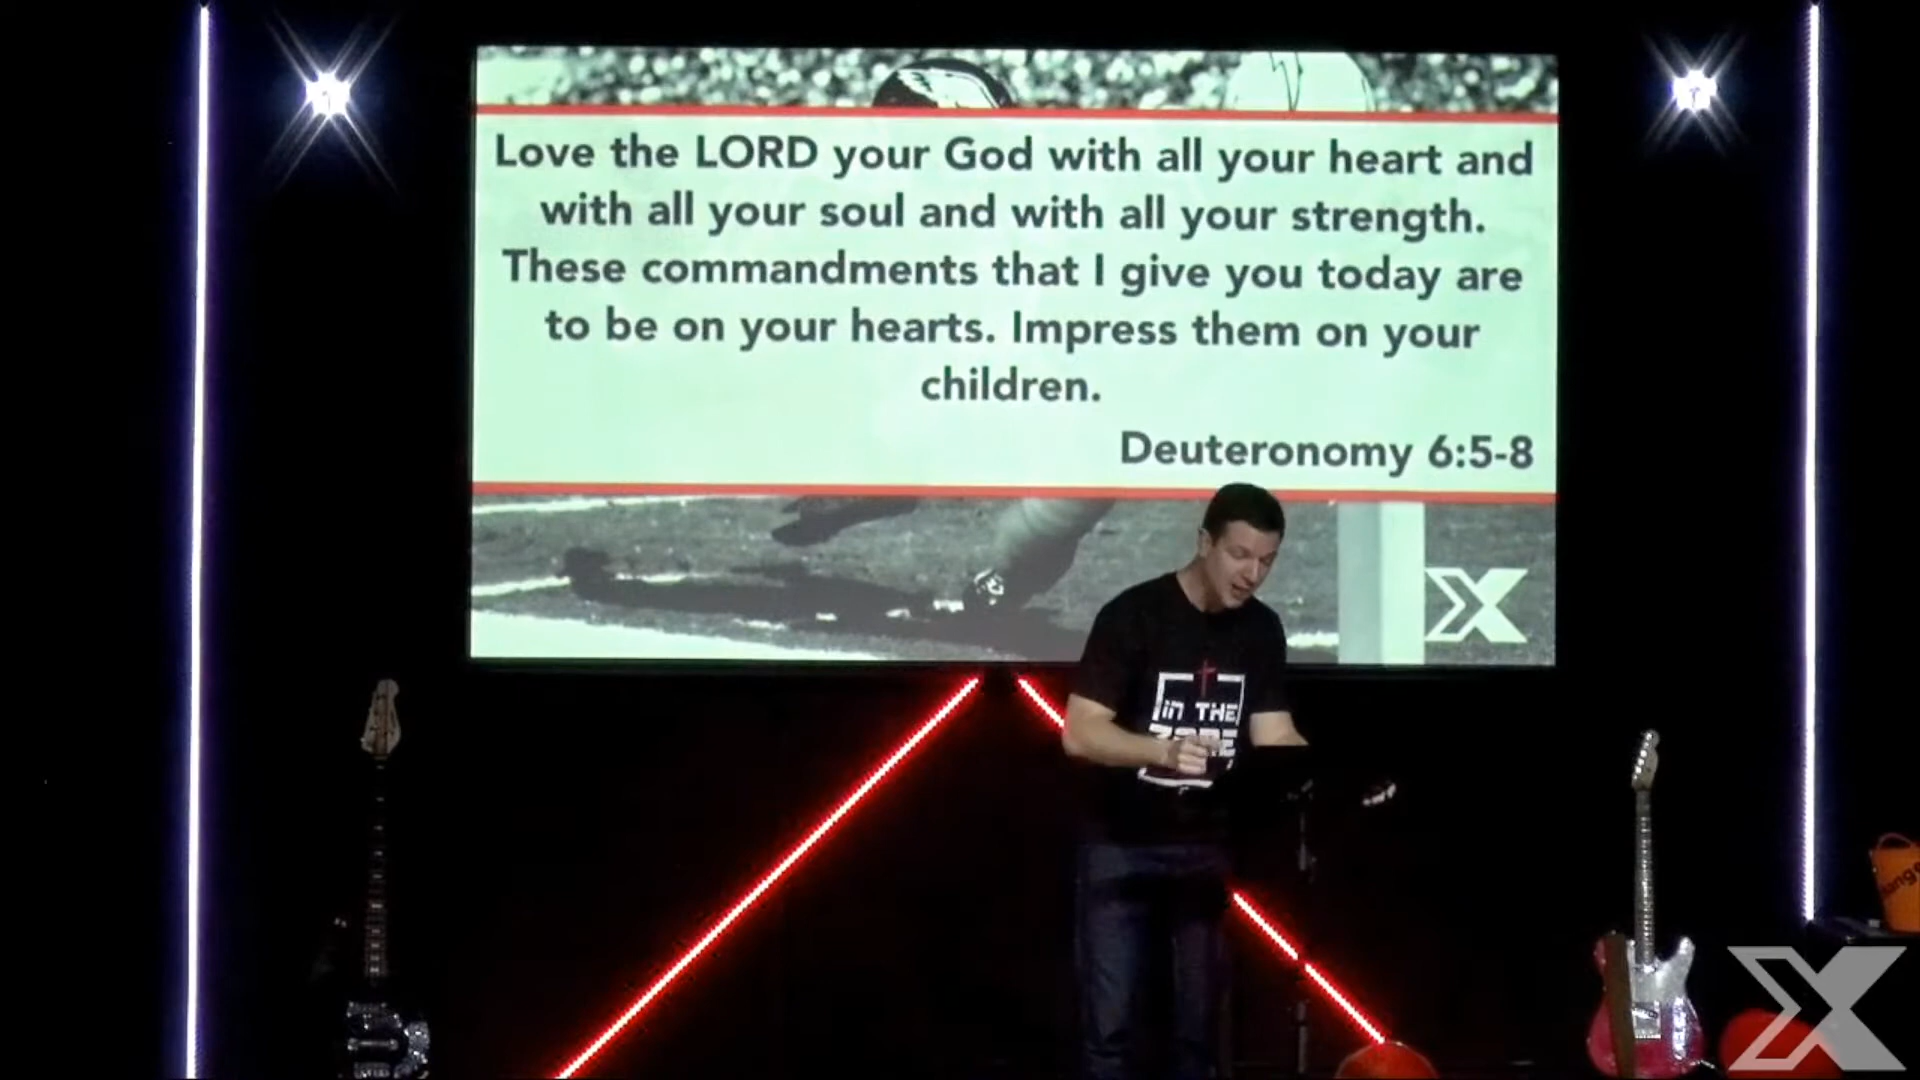 Love the LORD your God with all your heart and
with all your soul and with all your strength.
These commandments that I give you today are
to be on your hearts. Impress them on your
children.
Deuteronomy 6:5-8
X
IN THE
ZONE
X